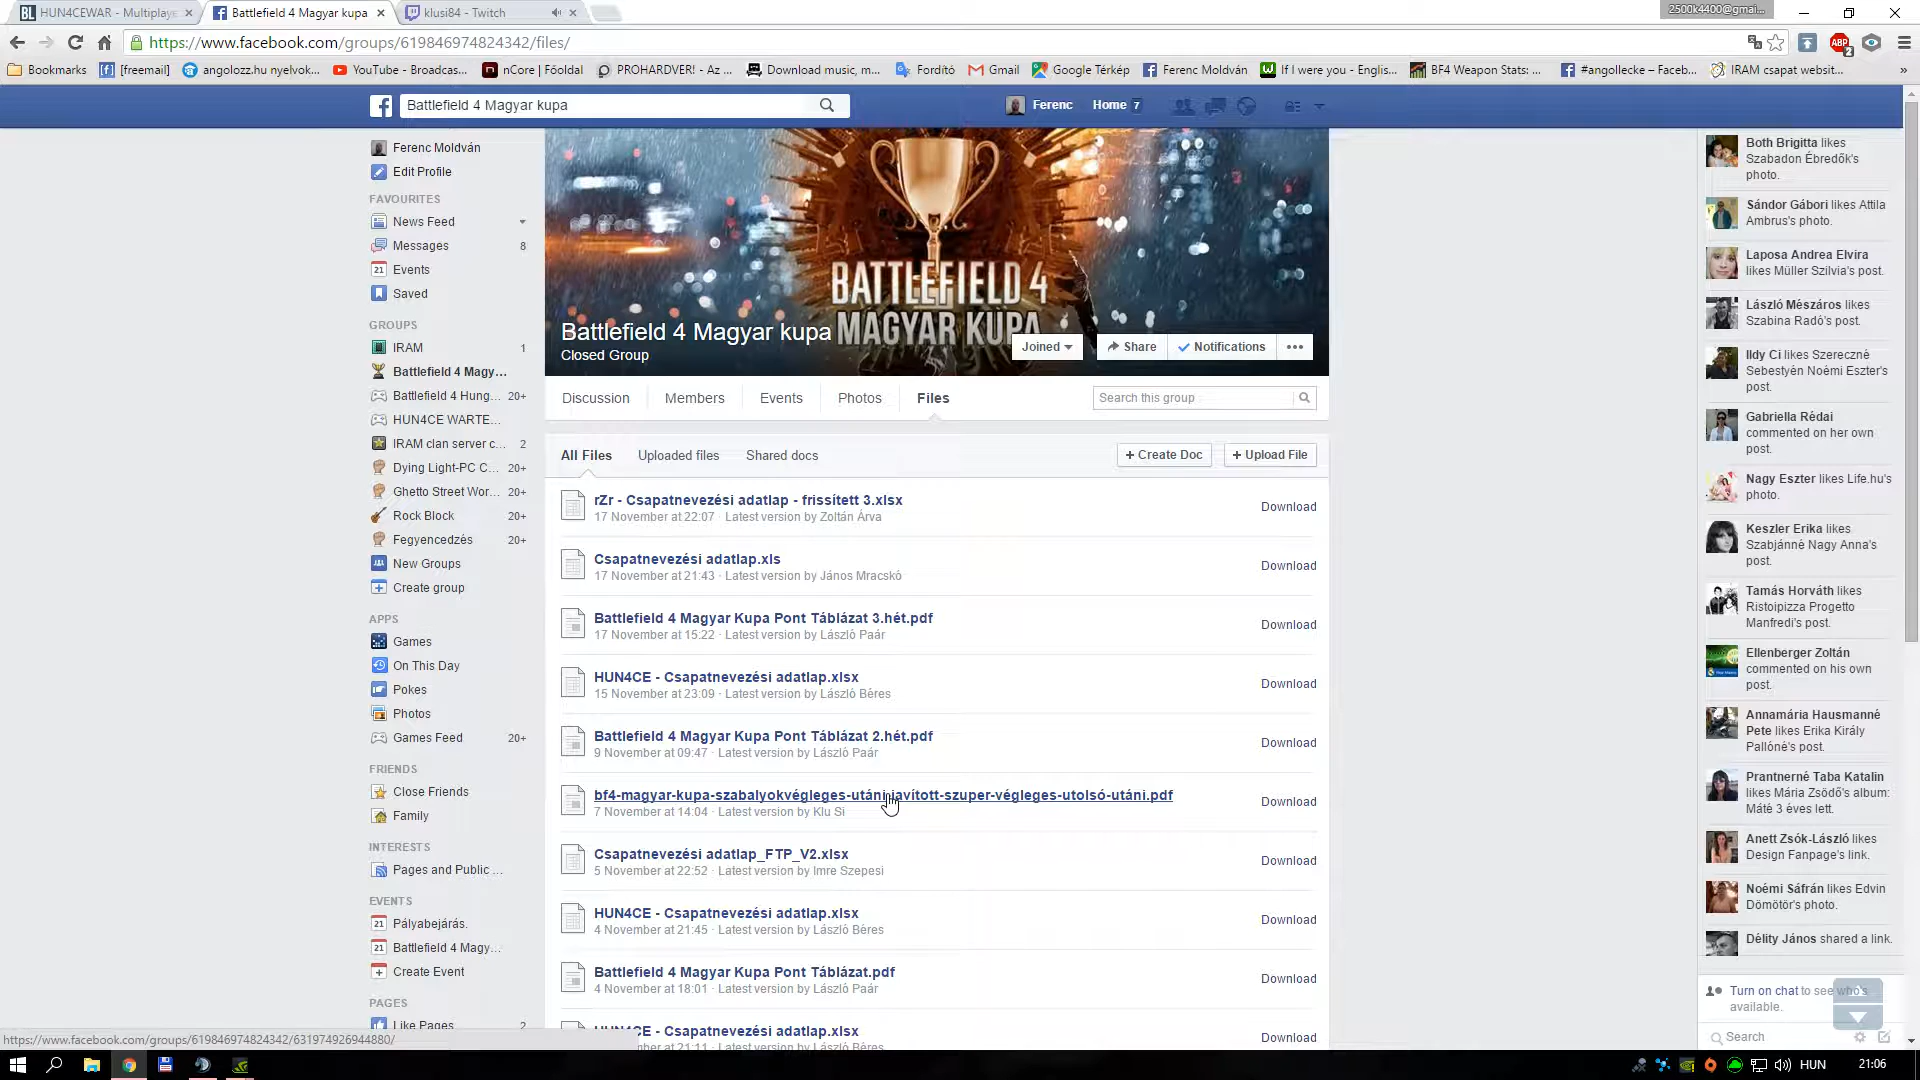 HUN4CEWAR - Multiplaye
Battlefield 4 Magyar kupa
klusi84 - Twitch
2500k4400@gmai...
https://www.facebook.com/groups/619846974824342/files/
Bookmarks
[freemail]
angolozz.hu nyelvok...
YouTube - Broadcas...
nCore | Főoldal
PROHARDVER! - Az ...
Download music, m...
Fordító
Gmail
Google Térkép
Ferenc Moldván
If I were you - Englis...
BF4 Weapon Stats: ...
#angollecke – Faceb...
IRAM csapat websit...
»
Battlefield 4 Magyar kupa
Ferenc
Home 7
Ferenc Moldván
Edit Profile
FAVOURITES
News Feed
Messages 8
Events
Saved
GROUPS
IRAM 1
Battlefield 4 Magy...
Battlefield 4 Hung... 20+
HUN4CE WARTE...
IRAM clan server c... 2
Dying Light-PC C... 20+
Ghetto Street Wor... 20+
Rock Block 20+
Fegyencedzés 20+
New Groups
Create group
APPS
Games
On This Day
Pokes
Photos
Games Feed 20+
FRIENDS
Close Friends
Family
INTERESTS
Pages and Public ...
EVENTS
Pályabejárás.
Battlefield 4 Magy...
Create Event
PAGES
Like Pages 2
BATTLEFIELD 4
MAGYAR KUPA
Battlefield 4 Magyar kupa
Closed Group
Joined
Share
Notifications
Discussion
Members
Events
Photos
Files
Search this group
All Files
Uploaded files
Shared docs
+ Create Doc
+ Upload File
rZr - Csapatnevezési adatlap - frissített 3.xlsx
17 November at 22:07 · Latest version by Zoltán Árva
Download
Csapatnevezési adatlap.xls
17 November at 21:43 · Latest version by János Mracskó
Download
Battlefield 4 Magyar Kupa Pont Táblázat 3.hét.pdf
17 November at 15:22 · Latest version by László Paár
Download
HUN4CE - Csapatnevezési adatlap.xlsx
15 November at 23:09 · Latest version by László Béres
Download
Battlefield 4 Magyar Kupa Pont Táblázat 2.hét.pdf
9 November at 09:47 · Latest version by László Paár
Download
bf4-magyar-kupa-szabalyokvégleges-utáni-javított-szuper-végleges-utolsó-utáni.pdf
7 November at 14:04 · Latest version by Klu Si
Download
Csapatnevezési adatlap_FTP_V2.xlsx
5 November at 22:52 · Latest version by Imre Szepesi
Download
HUN4CE - Csapatnevezési adatlap.xlsx
4 November at 21:45 · Latest version by László Béres
Download
Battlefield 4 Magyar Kupa Pont Táblázat.pdf
4 November at 18:01 · Latest version by László Paár
Download
HUN4CE - Csapatnevezési adatlap.xlsx
at 21:11 · Latest version by László Béres
Download
Both Brigitta likes
Szabadon Ébredők's
photo.
Sándor Gábori likes Attila
Ambrus's photo.
Laposa Andrea Elvira
likes Müller Szilvia's post.
László Mészáros likes
Szabina Radó's post.
Ildy Ci likes Szereczné
Sebestyén Noémi Eszter's
post.
Gabriella Rédai
commented on her own
post.
Nagy Eszter likes Life.hu's
photo.
Keszler Erika likes
Szabjánné Nagy Anna's
post.
Tamás Horváth likes
Ristoipizza Progetto
Manfredi's post.
Ellenberger Zoltán
commented on his own
post.
Annamária Hausmanné
Pete likes Erika Király
Pallóné's post.
Prantnerné Taba Katalin
likes Mária Zsödő's album:
Máté 3 éves lett.
Anett Zsók-László likes
Design Fanpage's link.
Noémi Sáfrán likes Edvin
Dömötör's photo.
Délity János shared a link.
Turn on chat to see who's
available.
Search
https://www.facebook.com/groups/619846974824342/631974926944880/
HUN
21:06